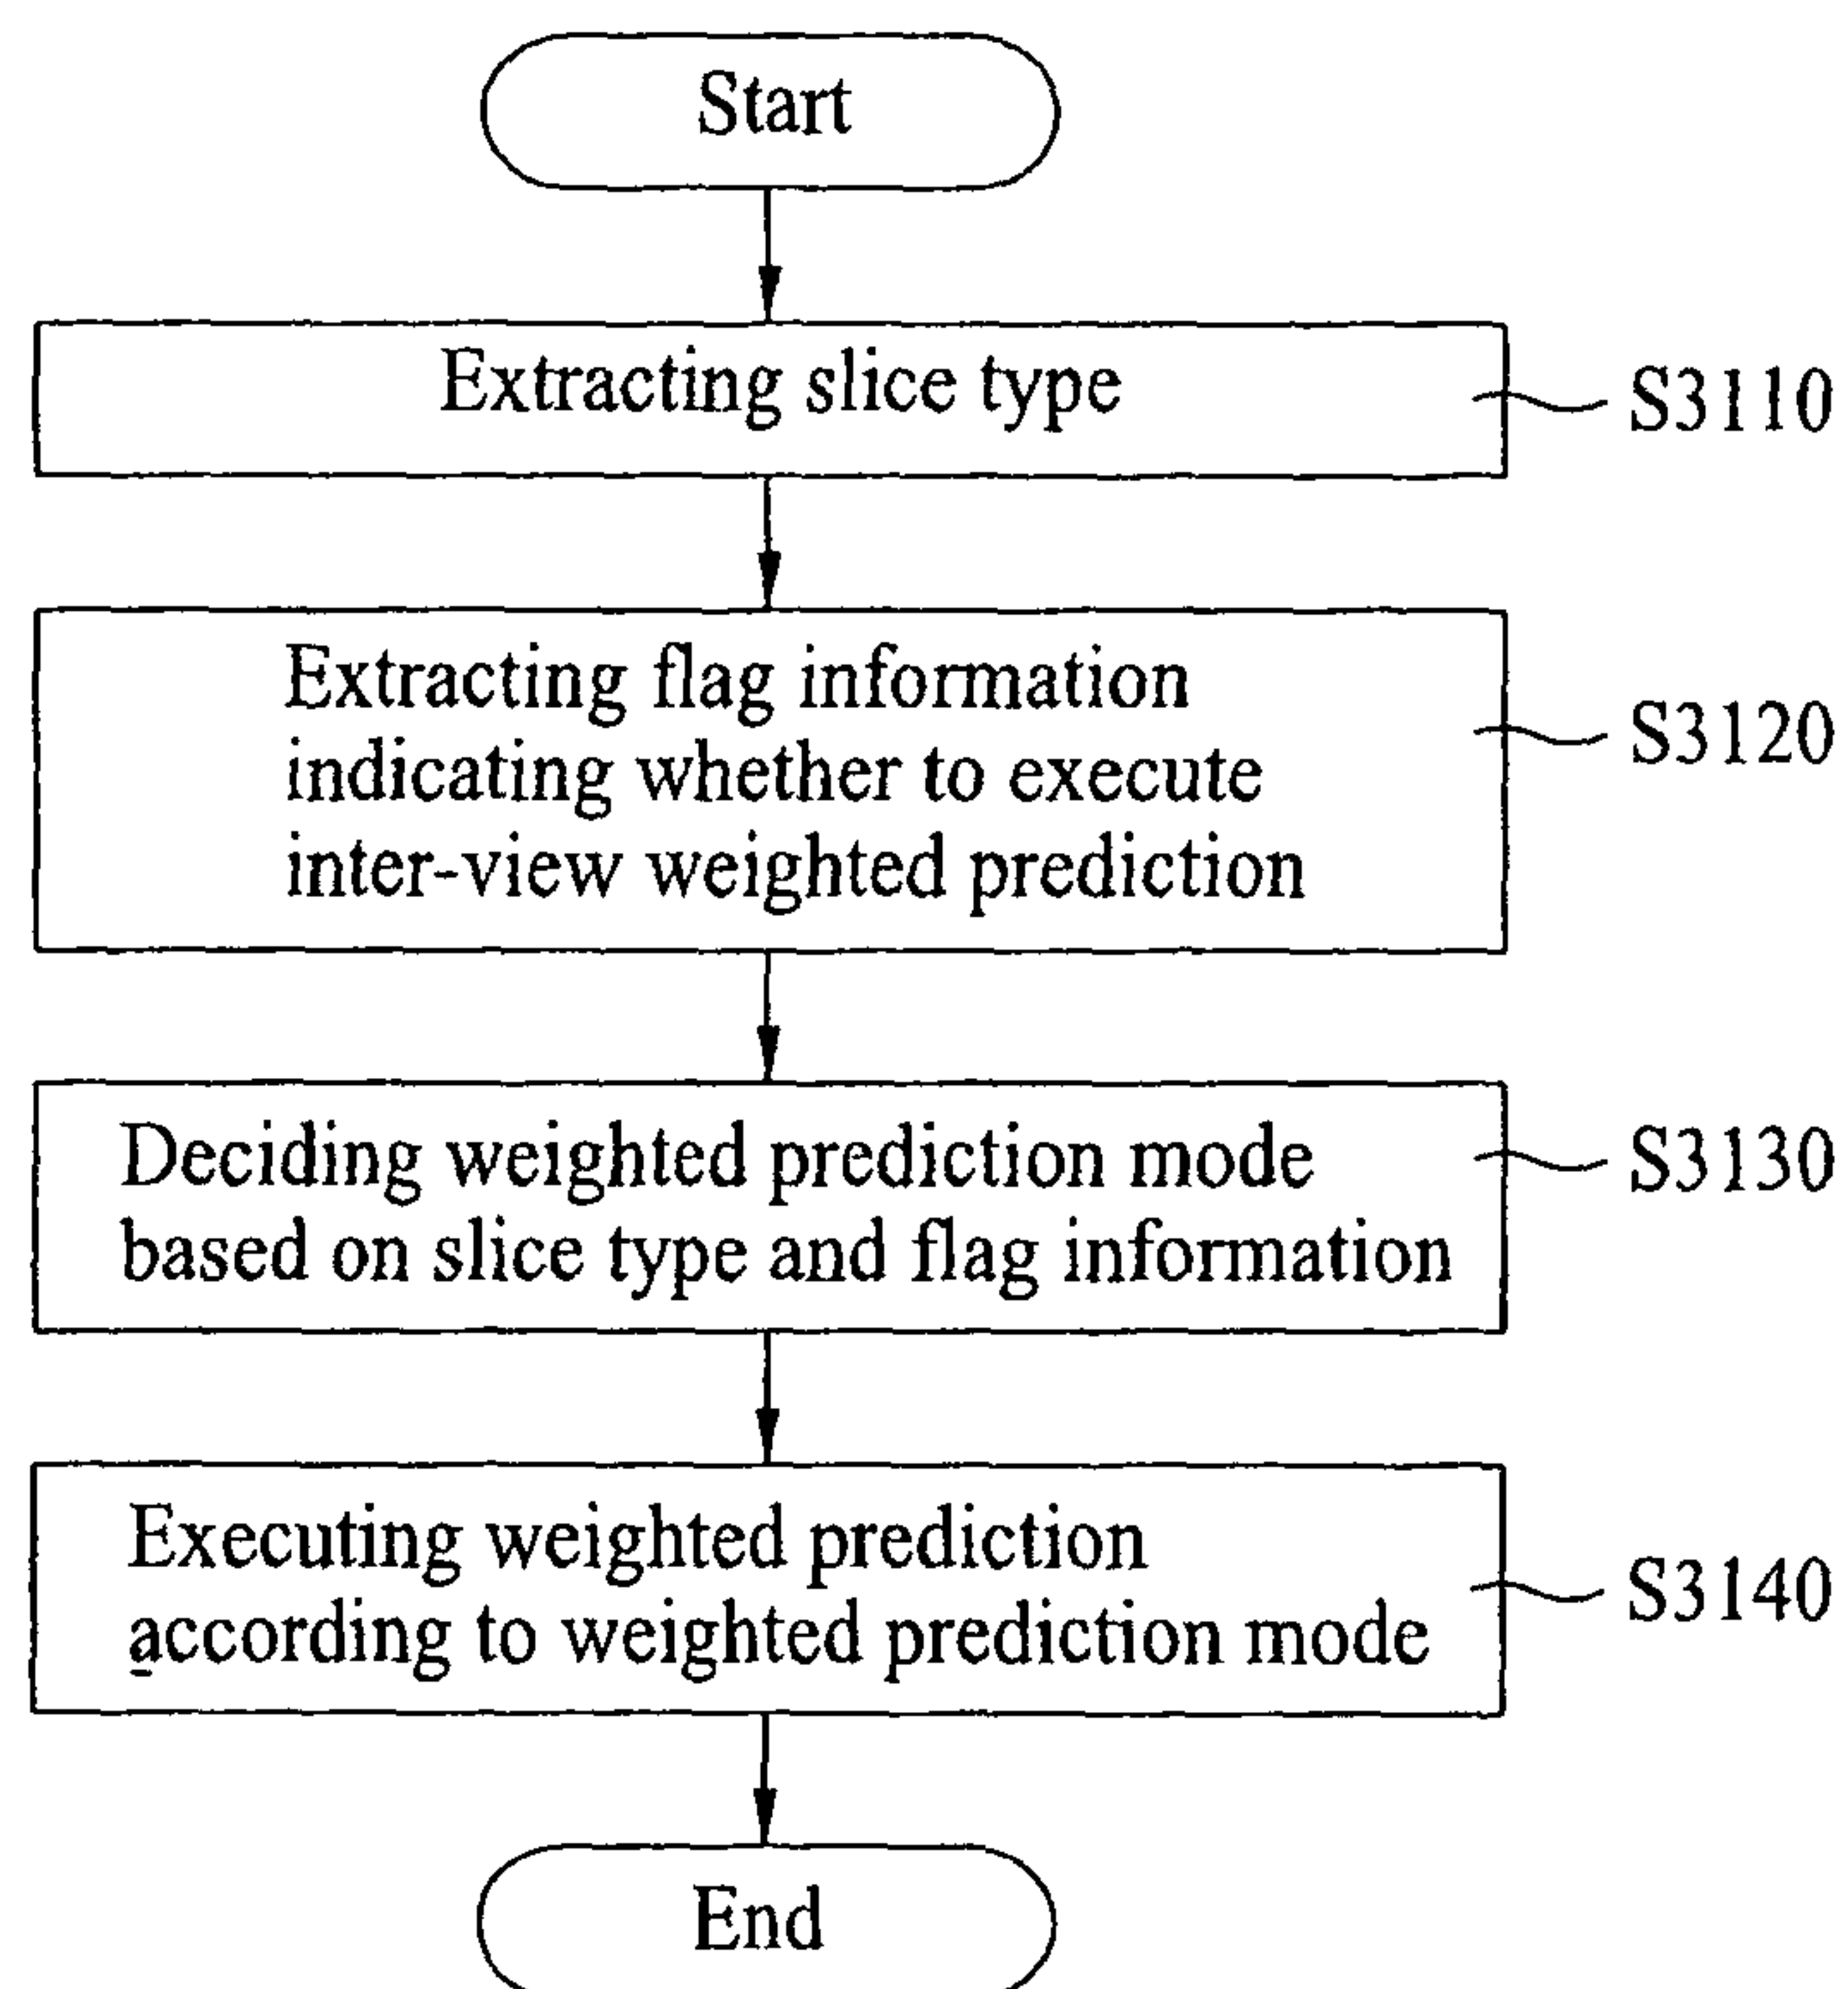 Start
Extracting slice type
S3110
Extracting flag information
indicating whether to execute
inter-view weighted prediction
S3120
Deciding weighted prediction mode
based on slice type and flag information
S3130
Executing weighted prediction
according to weighted prediction mode
S3140
End